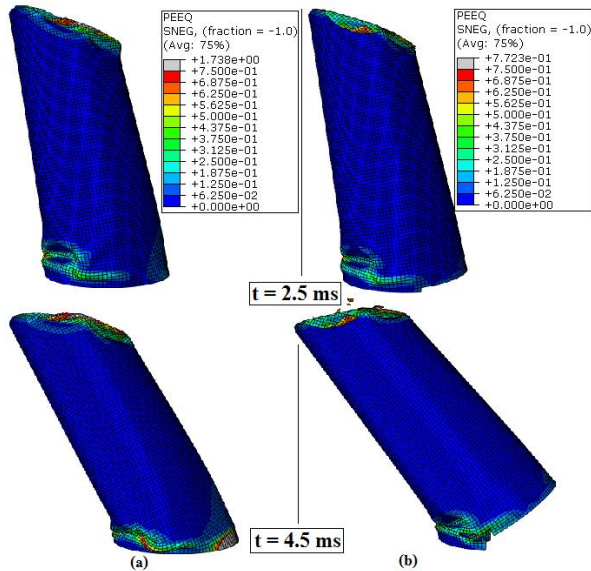 PEEQ
SNEG, (fraction = -1.0)
(Avg: 75%)
+1.738e+00
+7.500e-01
+6.875e-01
+6.250e-01
+5.625e-01
+5.000e-01
+4.375e-01
+3.750e-01
+3.125e-01
+2.500e-01
+1.875e-01
+1.250e-01
+6.250e-02
+0.000e+00
PEEQ
SNEG, (fraction = -1.0)
(Avg: 75%)
+7.723e-01
+7.500e-01
+6.875e-01
+6.250e-01
+5.625e-01
+5.000e-01
+4.375e-01
+3.750e-01
+3.125e-01
+2.500e-01
+1.875e-01
+1.250e-01
+6.250e-02
+0.000e+00
t = 2.5 ms
t = 4.5 ms
(a)
(b)